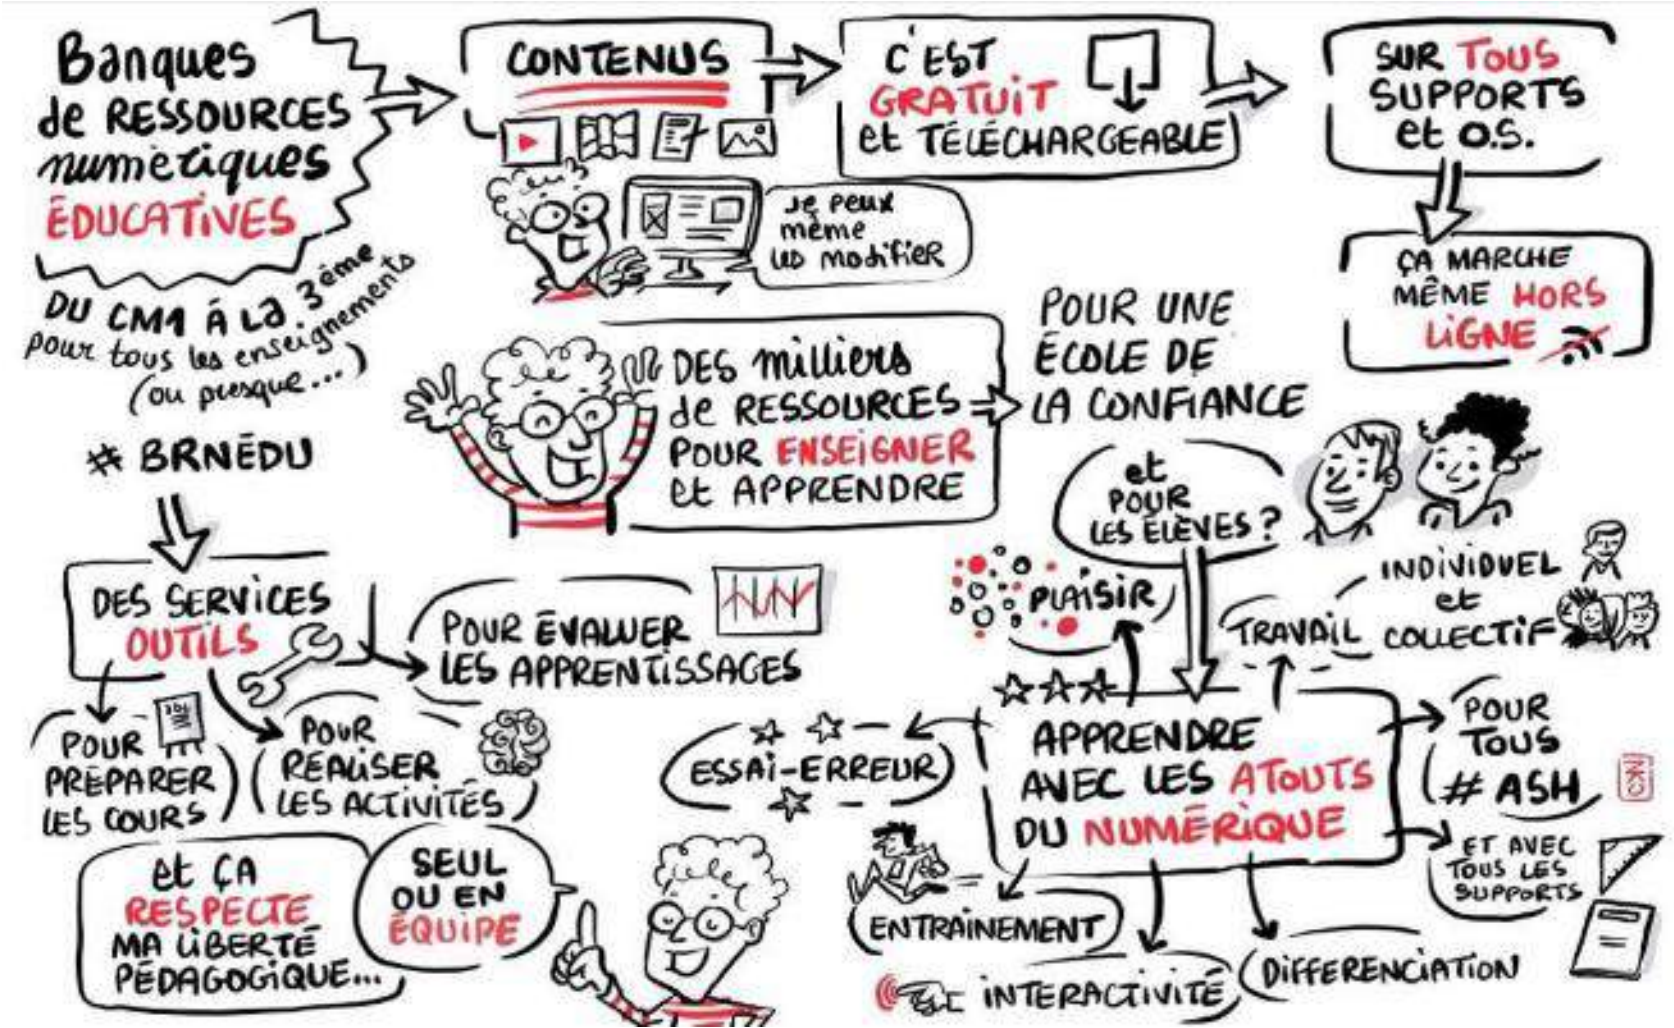 Banques
de RESSOURCES
numériques
ÉDUCATIVES
DU CM1 À LA 3ème
pour tous les enseignements
(ou presque...)
# BRNÉDU
CONTENUS
Je peux
même
les modifier
C'EST
GRATUIT
et TÉLÉCHARGEABLE
SUR TOUS
SUPPORTS
et O.S.
ÇA MARCHE
MÊME HORS
LIGNE
DES milliers
de RESSOURCES
POUR ENSEIGNER
et APPRENDRE
POUR UNE
ÉCOLE DE
LA CONFIANCE
DES SERVICES
OUTILS
POUR ÉVALUER
LES APPRENTISSAGES
POUR
PRÉPARER
LES COURS
POUR
RÉALISER
LES ACTIVITÉS
et ÇA
RESPECTE
MA LIBERTÉ
PÉDAGOGIQUE...
SEUL
OU EN
ÉQUIPE
et
POUR
LES ÉLÈVES ?
APPRENDRE
AVEC LES ATOUTS
DU NUMÉRIQUE
PLAISIR
TRAVAIL
INDIVIDUEL
et
COLLECTIF
ESSAI-ERREUR
POUR
TOUS
# ASH
ET AVEC
TOUS LES
SUPPORTS
ENTRAINEMENT
INTERACTIVITÉ
DIFFERENCIATION